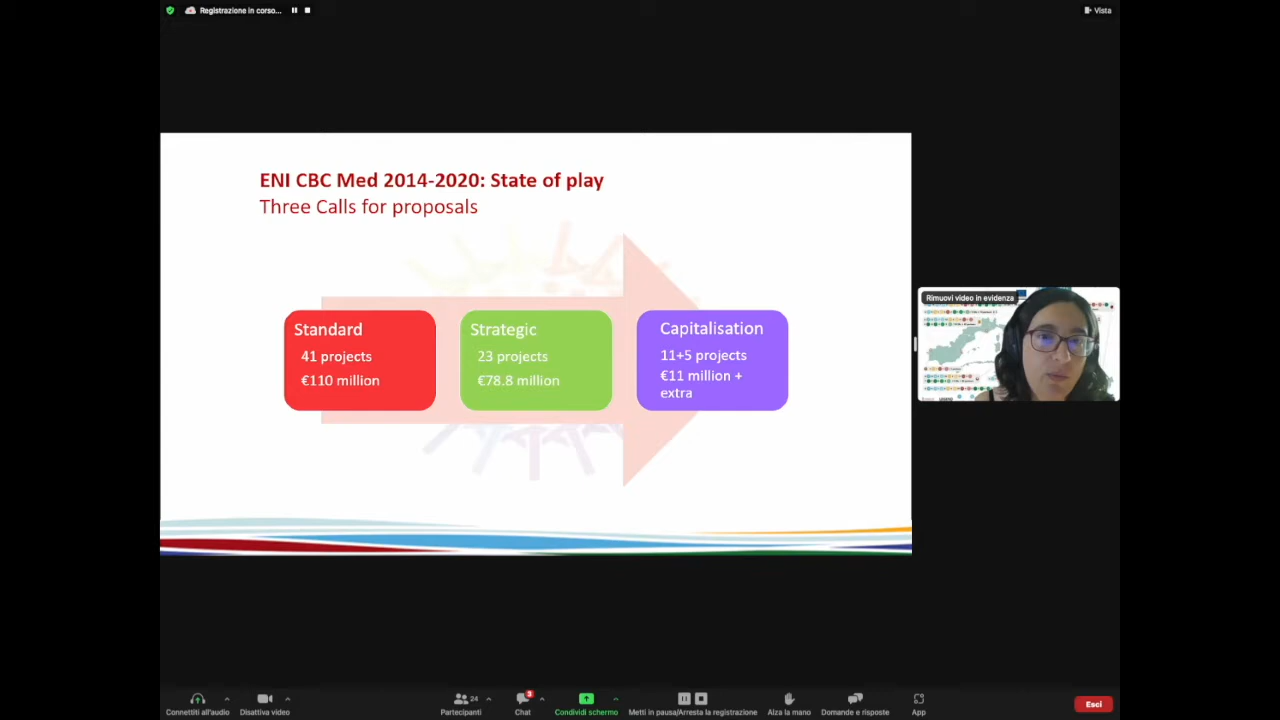 Registrazione in corso...
Vista
ENI CBC Med 2014-2020: State of play
Three Calls for proposals
Standard
41 projects
€110 million
Strategic
23 projects
€78.8 million
Capitalisation
11+5 projects
€11 million +
extra
Rimuovi video in evidenza
Connettiti all'audio
Disattiva video
24
Partecipanti
3
Chat
Condividi schermo
Metti in pausa/Arresta la registrazione
Alza la mano
Domande e risposte
App
Esci